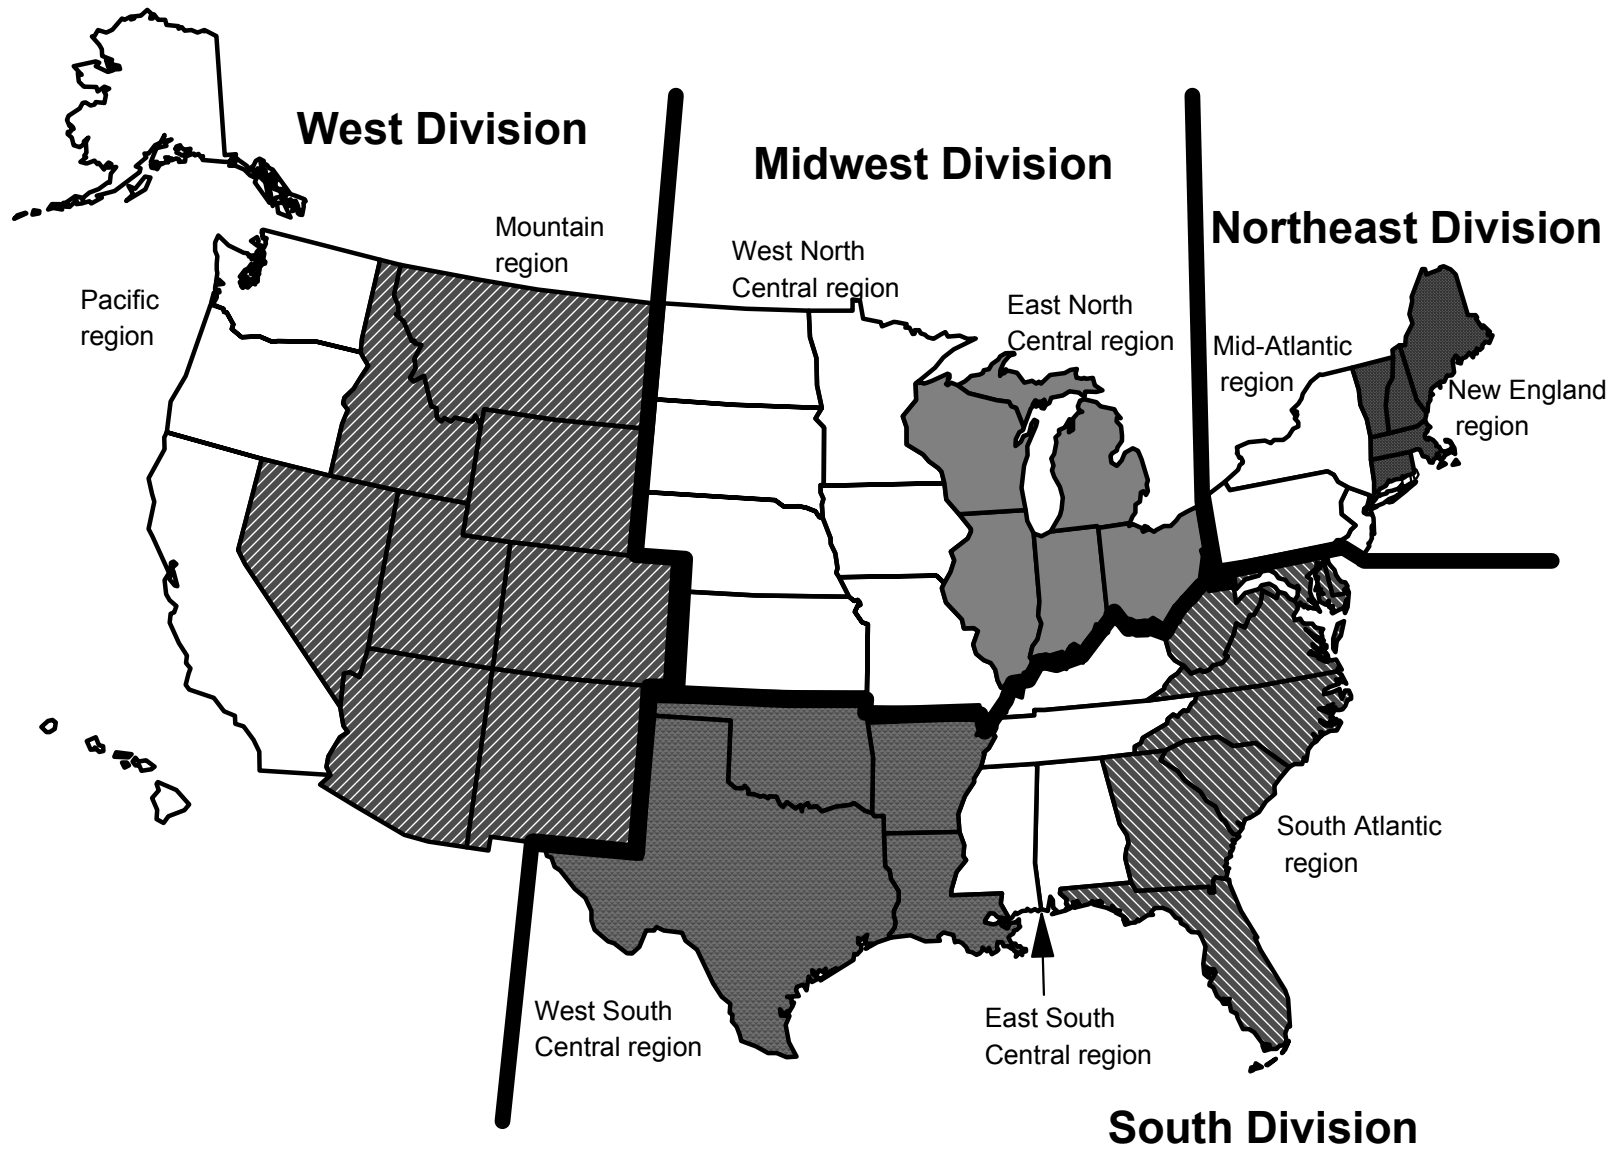 West Division
Midwest Division
Northeast Division
Mountain
region
West North
Central region
Pacific
region
East North
Central region
Mid-Atlantic
region
New England
region
South Atlantic
region
West South
Central region
East South
Central region
South Division